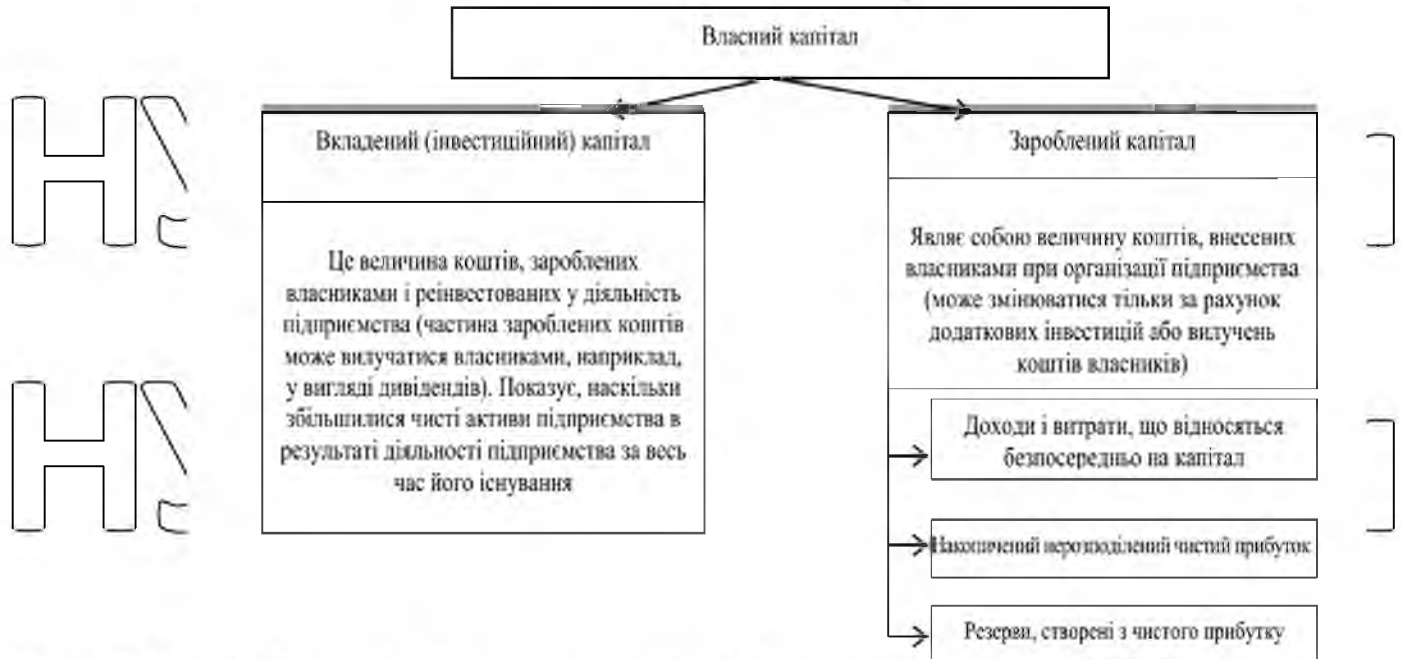 Власний капітал
Вкладений (інвестиційний) капітал
Це величина коштів, зароблених
власниками і реінвестованих у діяльність
підприємства (частина зароблених коштів
може вилучатися власниками, наприклад,
у вигляді дивідендів). Показує, наскільки
збільшилися чисті активи підприємства в
результаті діяльності підприємства за весь
час його існування
Зароблений капітал
Являє собою величину коштів, внесених
власниками при організації підприємства
(може змінюватися тільки за рахунок
додаткових інвестицій або вилучень
коштів власників)
Доходи і витрати, що відносяться
безпосередньо на капітал
Накопичений нерозподілений чистий прибуток
Резерви, створені з чистого прибутку